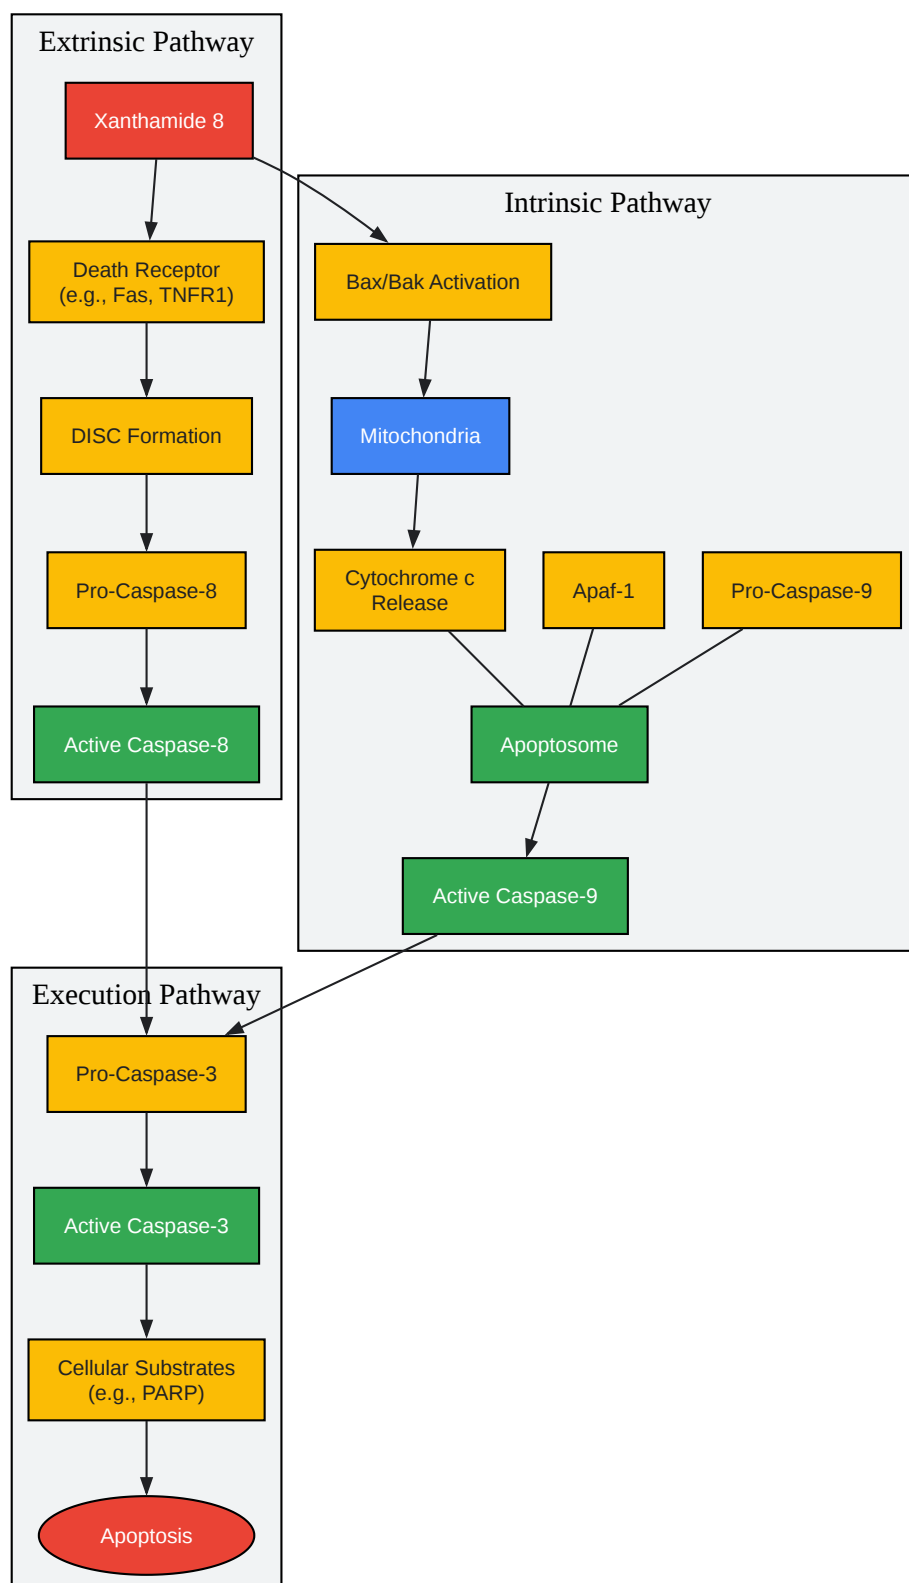 Extrinsic Pathway
Xanthamide 8
Death Receptor
(e.g., Fas, TNFR1)
DISC Formation
Pro-Caspase-8
Active Caspase-8
Intrinsic Pathway
Bax/Bak Activation
Mitochondria
Cytochrome c
Release
Apaf-1
Pro-Caspase-9
Apoptosome
Active Caspase-9
Execution Pathway
Pro-Caspase-3
Active Caspase-3
Cellular Substrates
(e.g., PARP)
Apoptosis